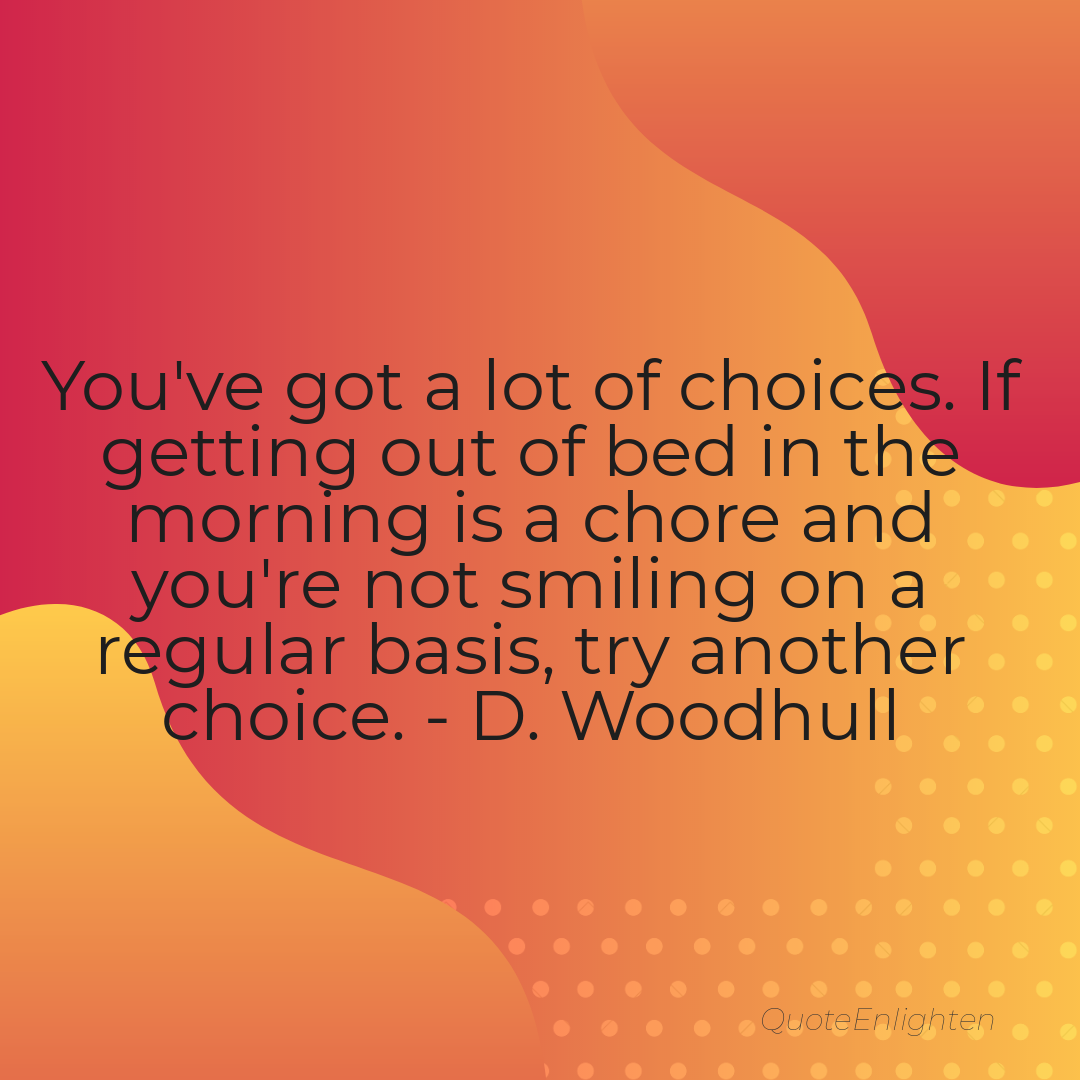 You've got a lot of choices. If
getting out of bed in the
morning is a chore and
you're not smiling on a
regular basis, try another
choice. - D. Woodhull
QuoteEnlighten